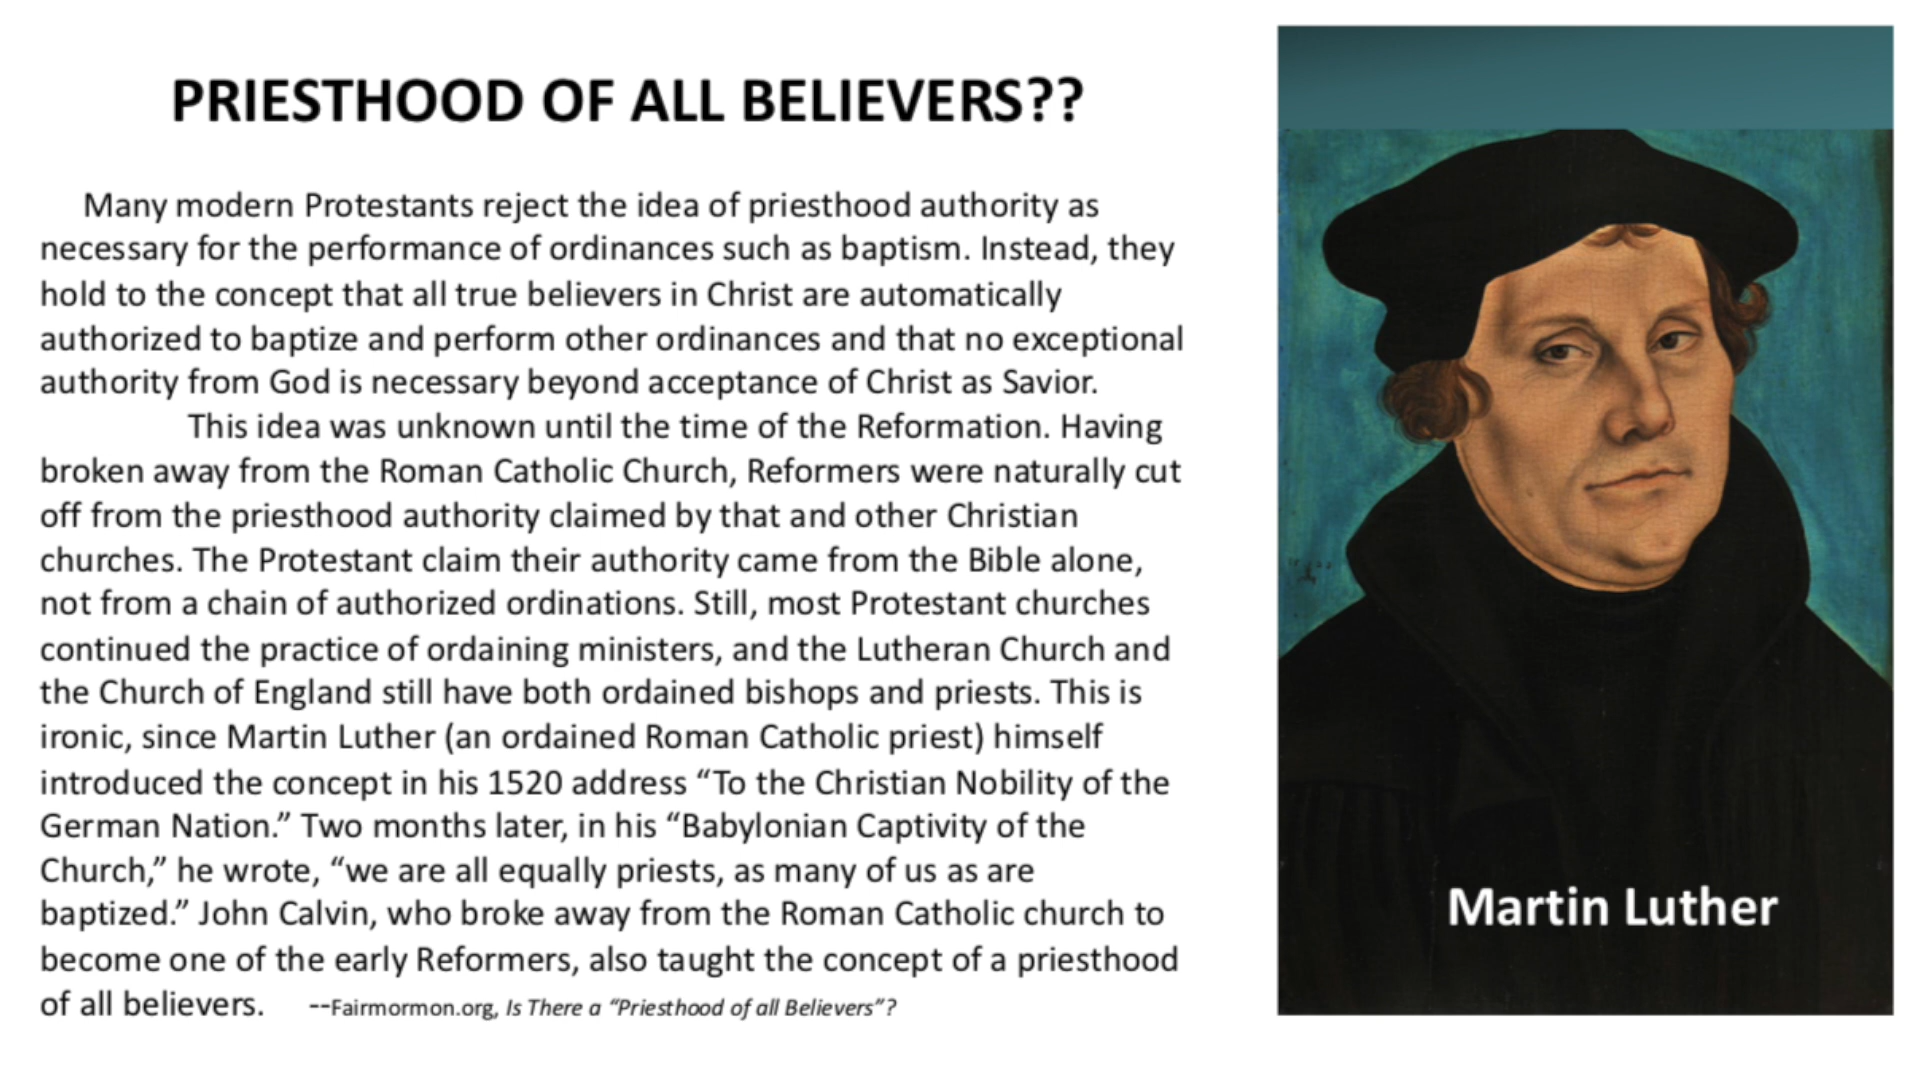 PRIESTHOOD OF ALL BELIEVERS??
Many modern Protestants reject the idea of priesthood authority as
necessary for the performance of ordinances such as baptism. Instead, they
hold to the concept that all true believers in Christ are automatically
authorized to baptize and perform other ordinances and that no exceptional
authority from God is necessary beyond acceptance of Christ as Savior.
This idea was unknown until the time of the Reformation. Having
broken away from the Roman Catholic Church, Reformers were naturally cut
off from the priesthood authority claimed by that and other Christian
churches. The Protestant claim their authority came from the Bible alone,
not from a chain of authorized ordinations. Still, most Protestant churches
continued the practice of ordaining ministers, and the Lutheran Church and
the Church of England still have both ordained bishops and priests. This is
ironic, since Martin Luther (an ordained Roman Catholic priest) himself
introduced the concept in his 1520 address “To the Christian Nobility of the
German Nation.” Two months later, in his “Babylonian Captivity of the
Church,” he wrote, “we are all equally priests, as many of us as are
baptized.” John Calvin, who broke away from the Roman Catholic church to
become one of the early Reformers, also taught the concept of a priesthood
of all believers. --Fairmormon.org, Is There a “Priesthood of all Believers”?
Martin Luther